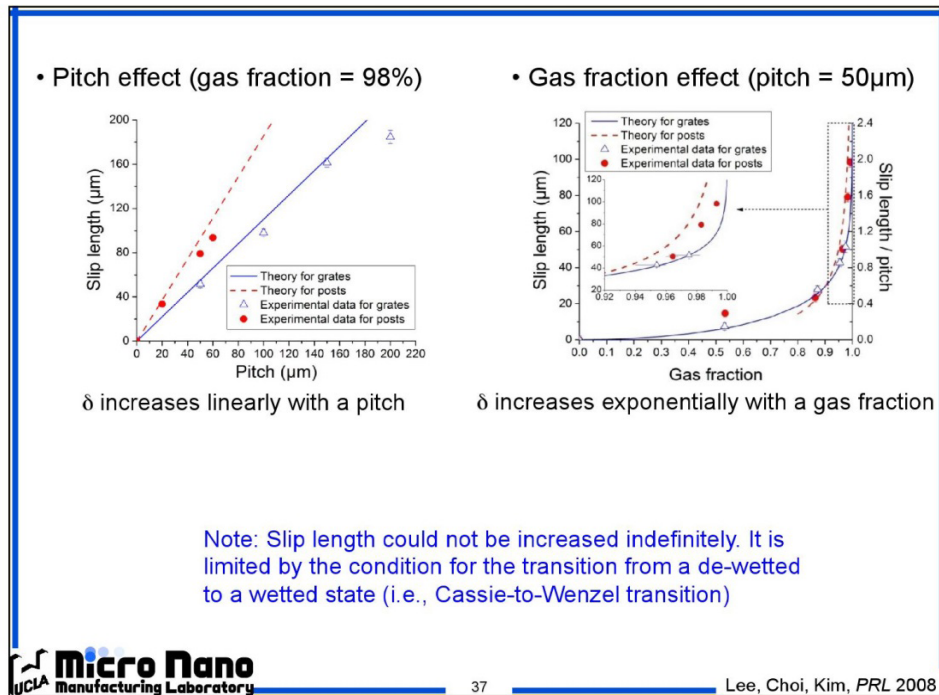 • Pitch effect (gas fraction = 98%)
200
160
120
80
40
0
Slip length (µm)
Theory for grates
Theory for posts
Experimental data for grates
Experimental data for posts
0 20 40 60 80 100 120 140 160 180 200 220
Pitch (µm)
δ increases linearly with a pitch
• Gas fraction effect (pitch = 50µm)
Theory for grates
Theory for posts
Experimental data for grates
Experimental data for posts
120
100
80
60
40
20
0
Slip length (µm)
120
100
80
60
40
20
0.92 0.94 0.96 0.98 1.00
2.4
2.0
1.6
1.2
0.8
0.4
0.0
Slip length / pitch
0.0 0.1 0.2 0.3 0.4 0.5 0.6 0.7 0.8 0.9 1.0
Gas fraction
δ increases exponentially with a gas fraction
Note: Slip length could not be increased indefinitely. It is
limited by the condition for the transition from a de-wetted
to a wetted state (i.e., Cassie-to-Wenzel transition)
UCLA Micro Nano
Manufacturing Laboratory
37
Lee, Choi, Kim, PRL 2008